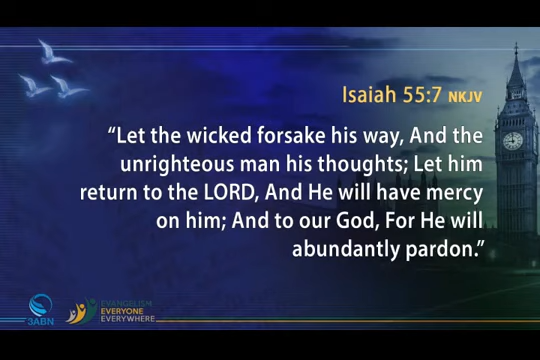 Isaiah 55:7 NKJV
“Let the wicked forsake his way, And the
unrighteous man his thoughts; Let him
return to the LORD, And He will have mercy
on him; And to our God, For He will
abundantly pardon.”
3ABN
EVANGELISM
EVERYONE
EVERYWHERE